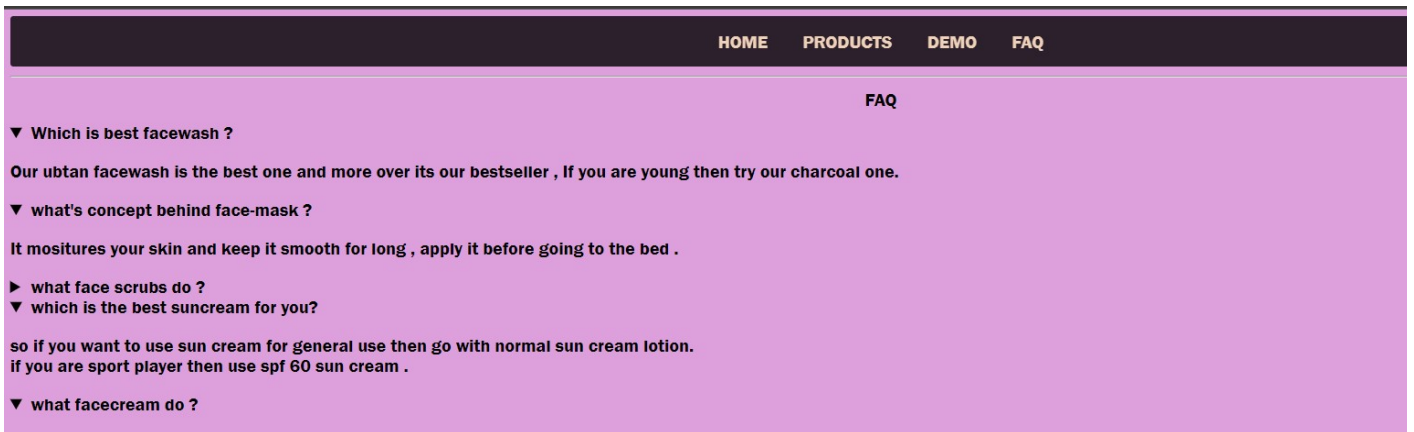 HOME PRODUCTS DEMO FAQ
FAQ
Which is best facewash ?
Our ubtan facewash is the best one and more over its our bestseller , If you are young then try our charcoal one.
what's concept behind face-mask ?
It mositures your skin and keep it smooth for long , apply it before going to the bed .
what face scrubs do ?
which is the best suncream for you?
so if you want to use sun cream for general use then go with normal sun cream lotion.
if you are sport player then use spf 60 sun cream .
what facecream do ?